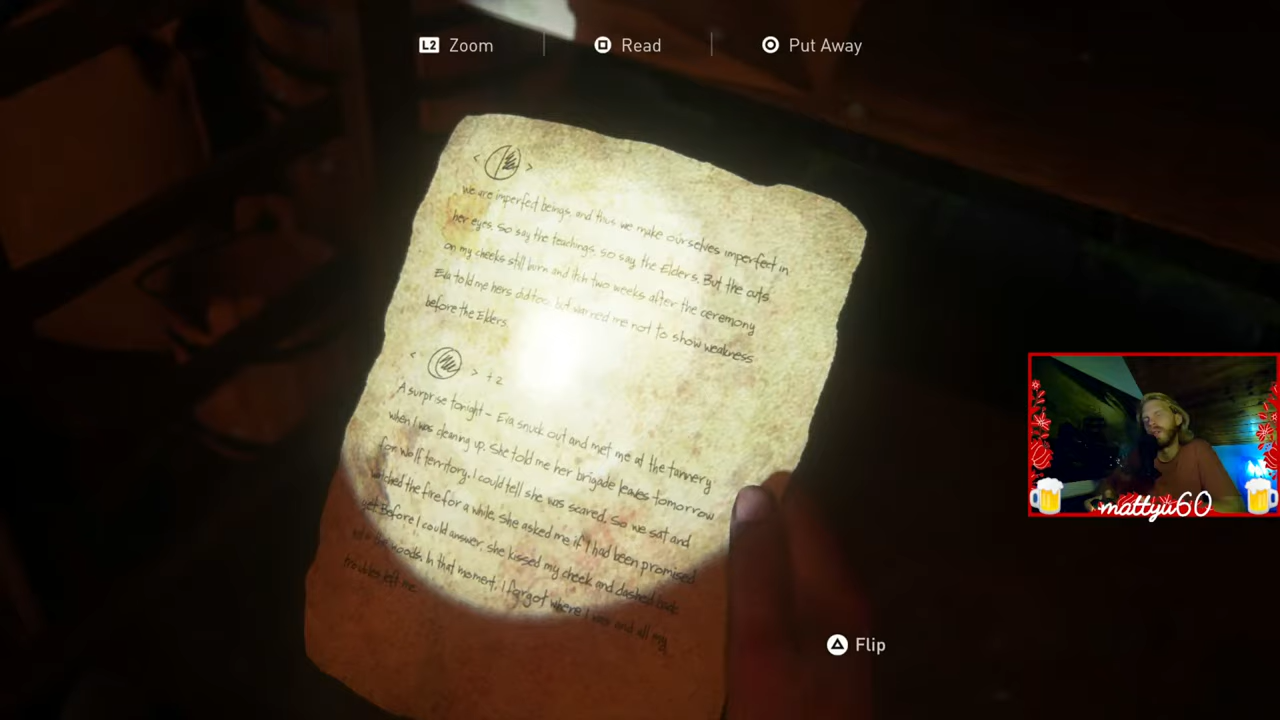 L2 Zoom
Read
Put Away
we are imperfect beings, and thus we make ourselves imperfect in
her eyes. So say the teachings, so say the Elders. But the cuts
on my cheeks still burn and itch two weeks after the ceremony
Eva told me hers did too, but warned me not to show weakness
before the Elders.
+2
A surprise tonight - Eva snuck out and met me at the tannery
when I was cleaning up. She told me her brigade leaves tomorrow
for wolf territory. I could tell she was scared, so we sat and
watched the fire for a while. She asked me if I had been promised
yet. Before I could answer, she kissed my cheek and dashed back
woods. In that moment, I forgot where I was and all my
troubles left me.
mattyu60
Flip